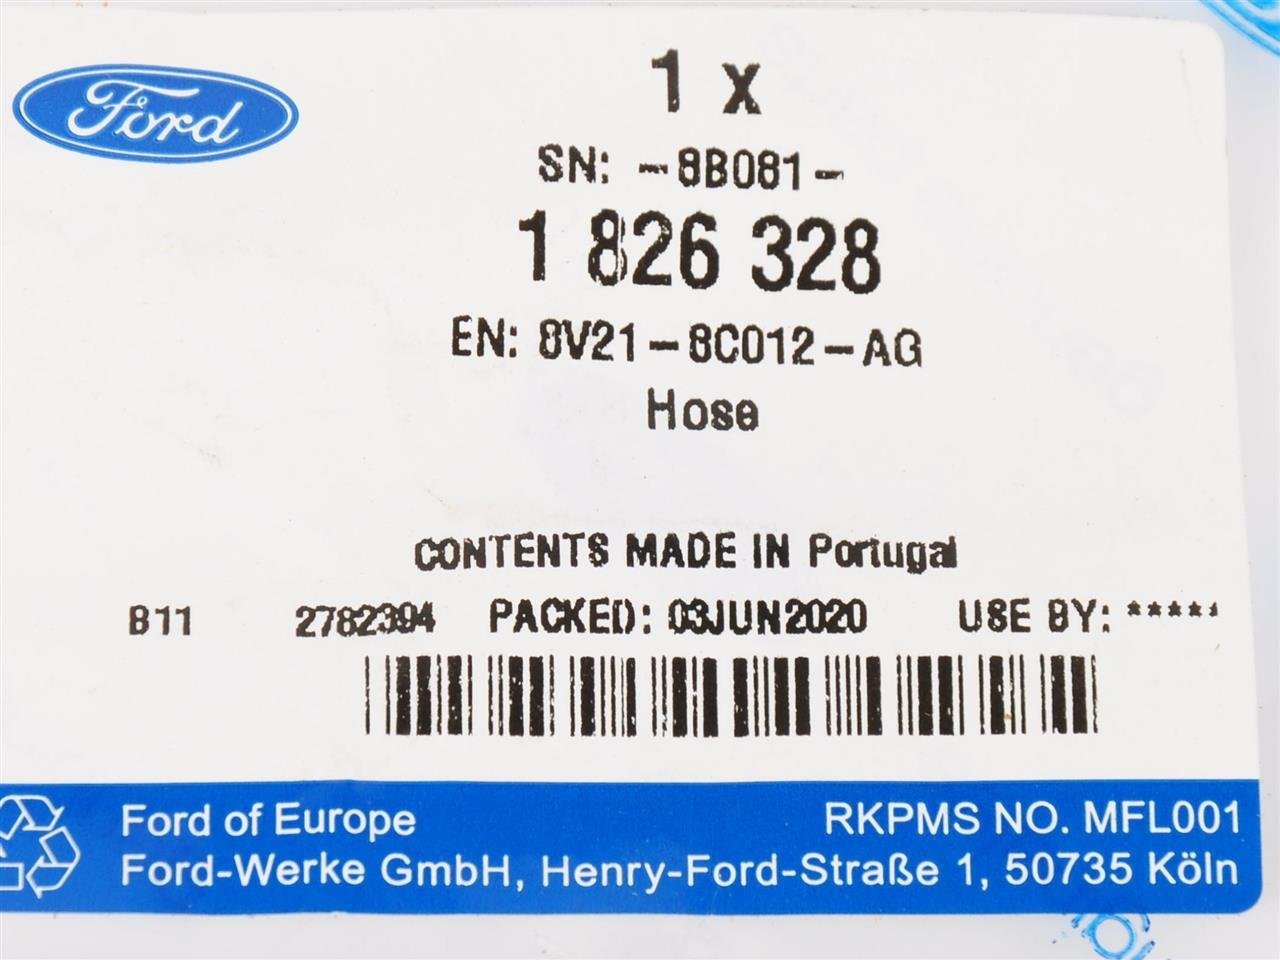 Ford
1 x
SN: -8B081-
1 826 328
EN: 8V21-8C012-AG
Hose
CONTENTS MADE IN Portugal
B11 2782394 PACKED: 03JUN2020 USE BY: *****
Ford of Europe RKPMS NO. MFL001
Ford-Werke GmbH, Henry-Ford-Straße 1, 50735 Köln